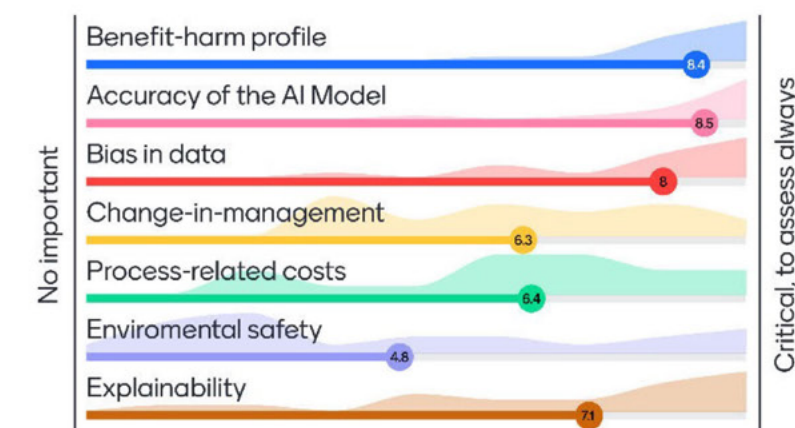 Benefit-harm profile
8.4
Accuracy of the AI Model
8.5
Bias in data
8
Change-in-management
6.3
Process-related costs
6.4
Enviromental safety
4.8
Explainability
7.1
No important
Critical, to assess always